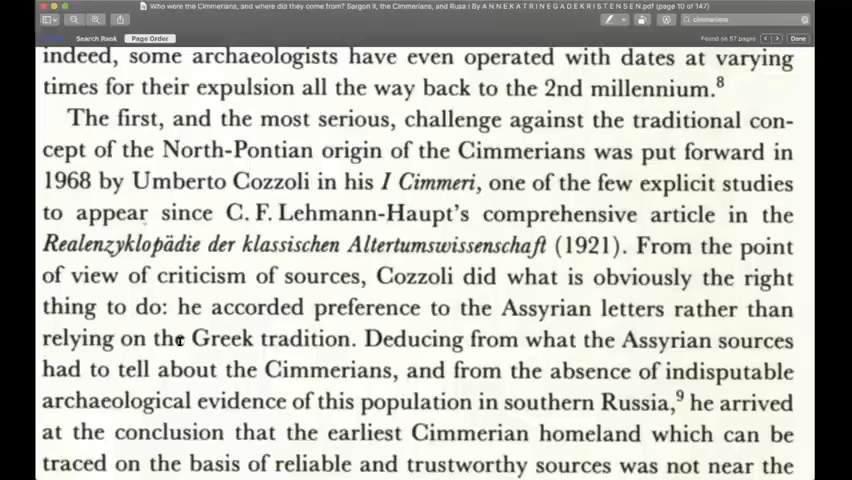 Who were the Cimmerians, and where did they come from? Sargon II, the Cimmerians, and Rusa I By A N N E K A T R I N E G A D E K R I S T E N S E N.pdf (page 10 of 147)
cimmerians
Search Rank Page Order Found on 57 pages Done
indeed, some archaeologists have even operated with dates at varying
times for their expulsion all the way back to the 2nd millennium.8
The first, and the most serious, challenge against the traditional con-
cept of the North-Pontian origin of the Cimmerians was put forward in
1968 by Umberto Cozzoli in his I Cimmeri, one of the few explicit studies
to appear since C. F. Lehmann-Haupt's comprehensive article in the
Realenzyklopädie der klassischen Altertumswissenschaft (1921). From the point
of view of criticism of sources, Cozzoli did what is obviously the right
thing to do: he accorded preference to the Assyrian letters rather than
relying on the Greek tradition. Deducing from what the Assyrian sources
had to tell about the Cimmerians, and from the absence of indisputable
archaeological evidence of this population in southern Russia,9 he arrived
at the conclusion that the earliest Cimmerian homeland which can be
traced on the basis of reliable and trustworthy sources was not near the